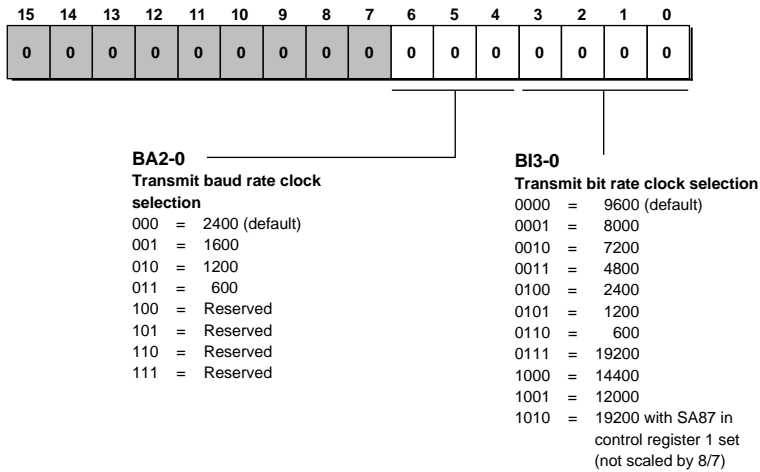 15 14 13 12 11 10 9 8 7 6 5 4 3 2 1 0
0 0 0 0 0 0 0 0 0 0 0 0 0 0 0 0
BA2-0
Transmit baud rate clock
selection
000 = 2400 (default)
001 = 1600
010 = 1200
011 = 600
100 = Reserved
101 = Reserved
110 = Reserved
111 = Reserved
BI3-0
Transmit bit rate clock selection
0000 = 9600 (default)
0001 = 8000
0010 = 7200
0011 = 4800
0100 = 2400
0101 = 1200
0110 = 600
0111 = 19200
1000 = 14400
1001 = 12000
1010 = 19200 with SA87 in
control register 1 set
(not scaled by 8/7)